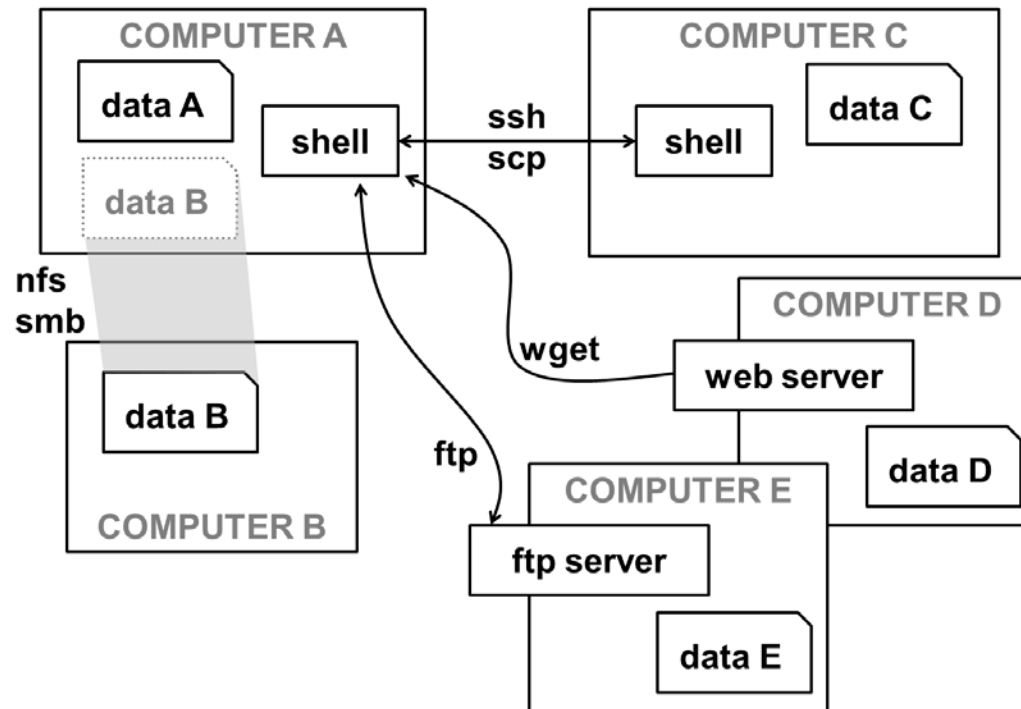 COMPUTER A
data A
shell
data B
ssh
scp
COMPUTER C
data C
shell
nfs
smb
data B
COMPUTER B
wget
ftp
COMPUTER D
web server
data D
COMPUTER E
ftp server
data E